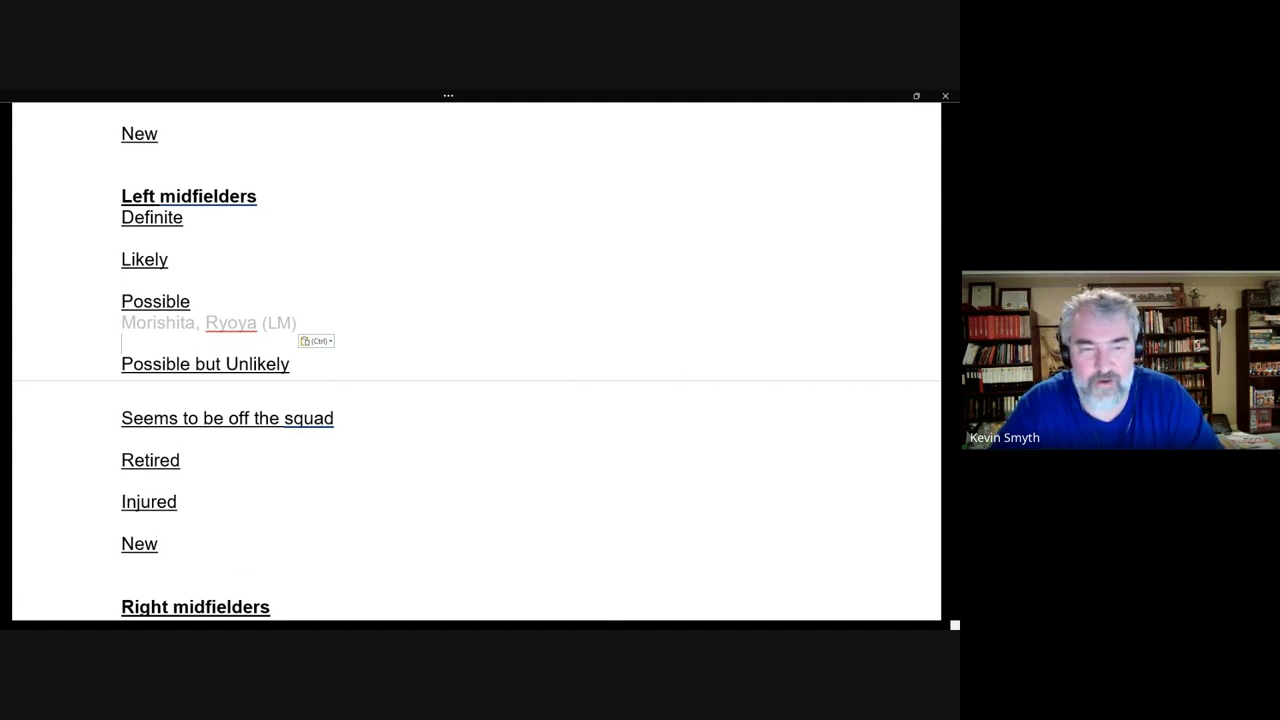 New
Left midfielders
Definite
Likely
Possible
Morishita, Ryoya (LM)
(Ctrl)
Possible but Unlikely
Seems to be off the squad
Retired
Injured
New
Right midfielders
Kevin Smyth